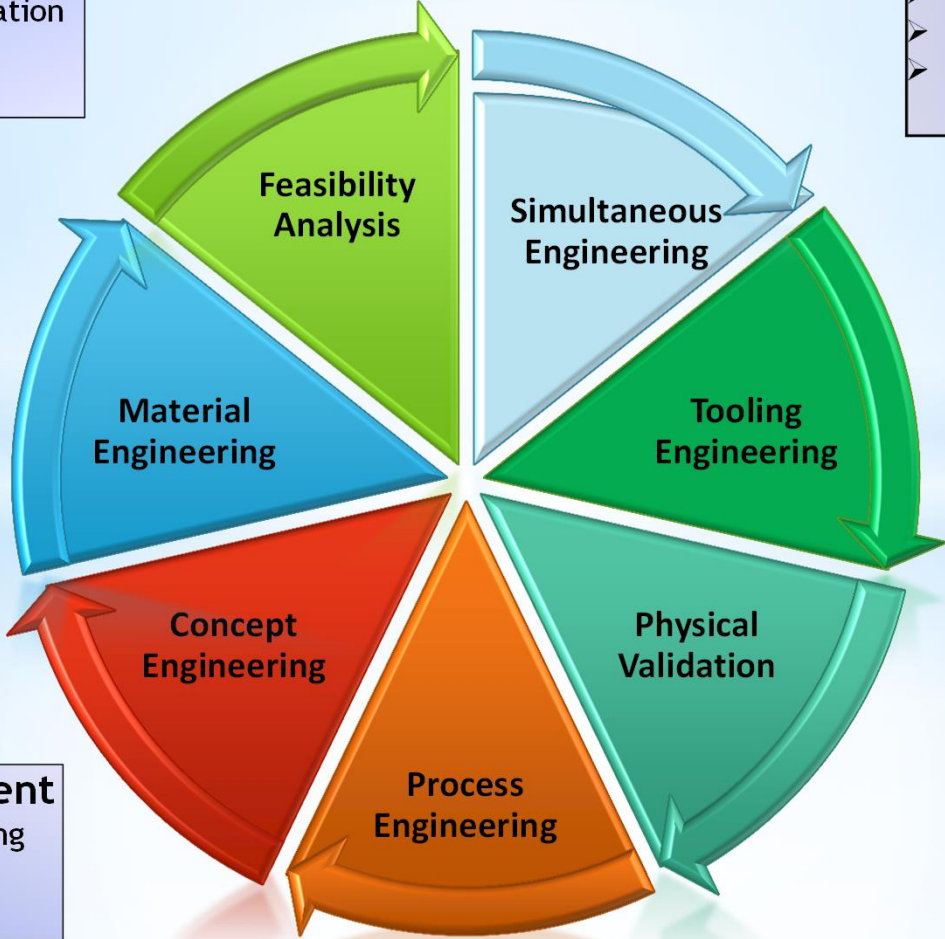 ation
Feasibility
Analysis
Simultaneous
Engineering
Material
Engineering
Tooling
Engineering
Concept
Engineering
Physical
Validation
Process
Engineering
ent
ng